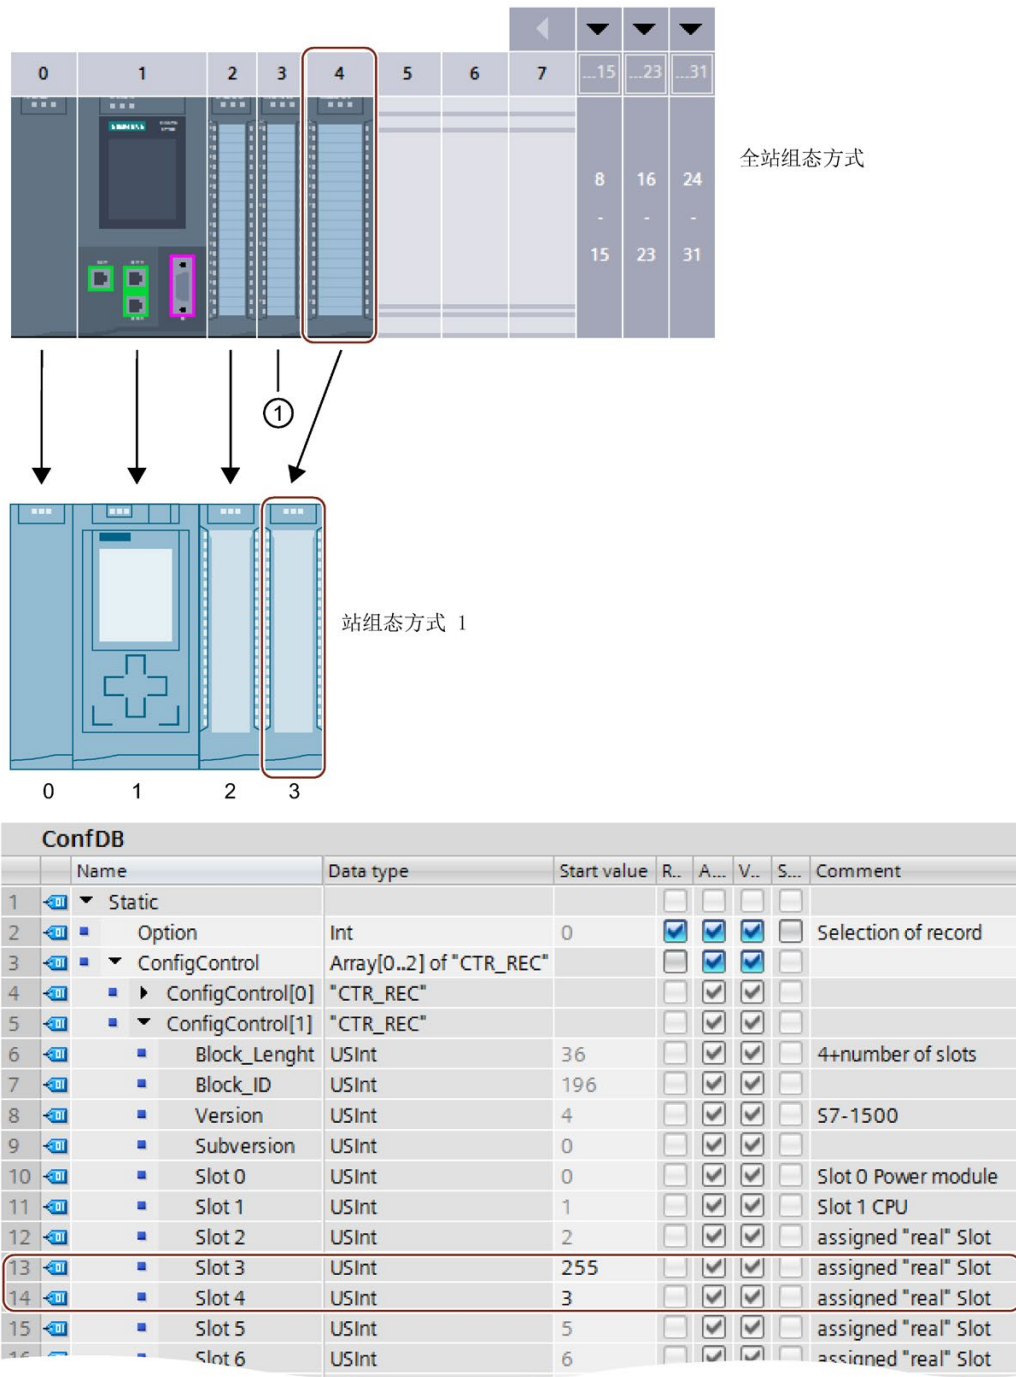 0 1 2 3 4 5 6 7 ...15 ...23 ...31
SIEMENS
全站组态方式
8 16 24
- - -
15 23 31
①
站组态方式 1
0 1 2 3
ConfDB
Name Data type Start value R.. A... V.. S... Comment
1 Static
2 Option Int 0 Selection of record
3 ConfigControl Array[0..2] of "CTR_REC"
4 ConfigControl[0] "CTR_REC"
5 ConfigControl[1] "CTR_REC"
6 Block_Lenght USInt 36 4+number of slots
7 Block_ID USInt 196
8 Version USInt 4 S7-1500
9 Subversion USInt 0
10 Slot 0 USInt 0 Slot 0 Power module
11 Slot 1 USInt 1 Slot 1 CPU
12 Slot 2 USInt 2 assigned "real" Slot
13 Slot 3 USInt 255 assigned "real" Slot
14 Slot 4 USInt 3 assigned "real" Slot
15 Slot 5 USInt 5 assigned "real" Slot
16 Slot 6 USInt 6 assigned "real" Slot